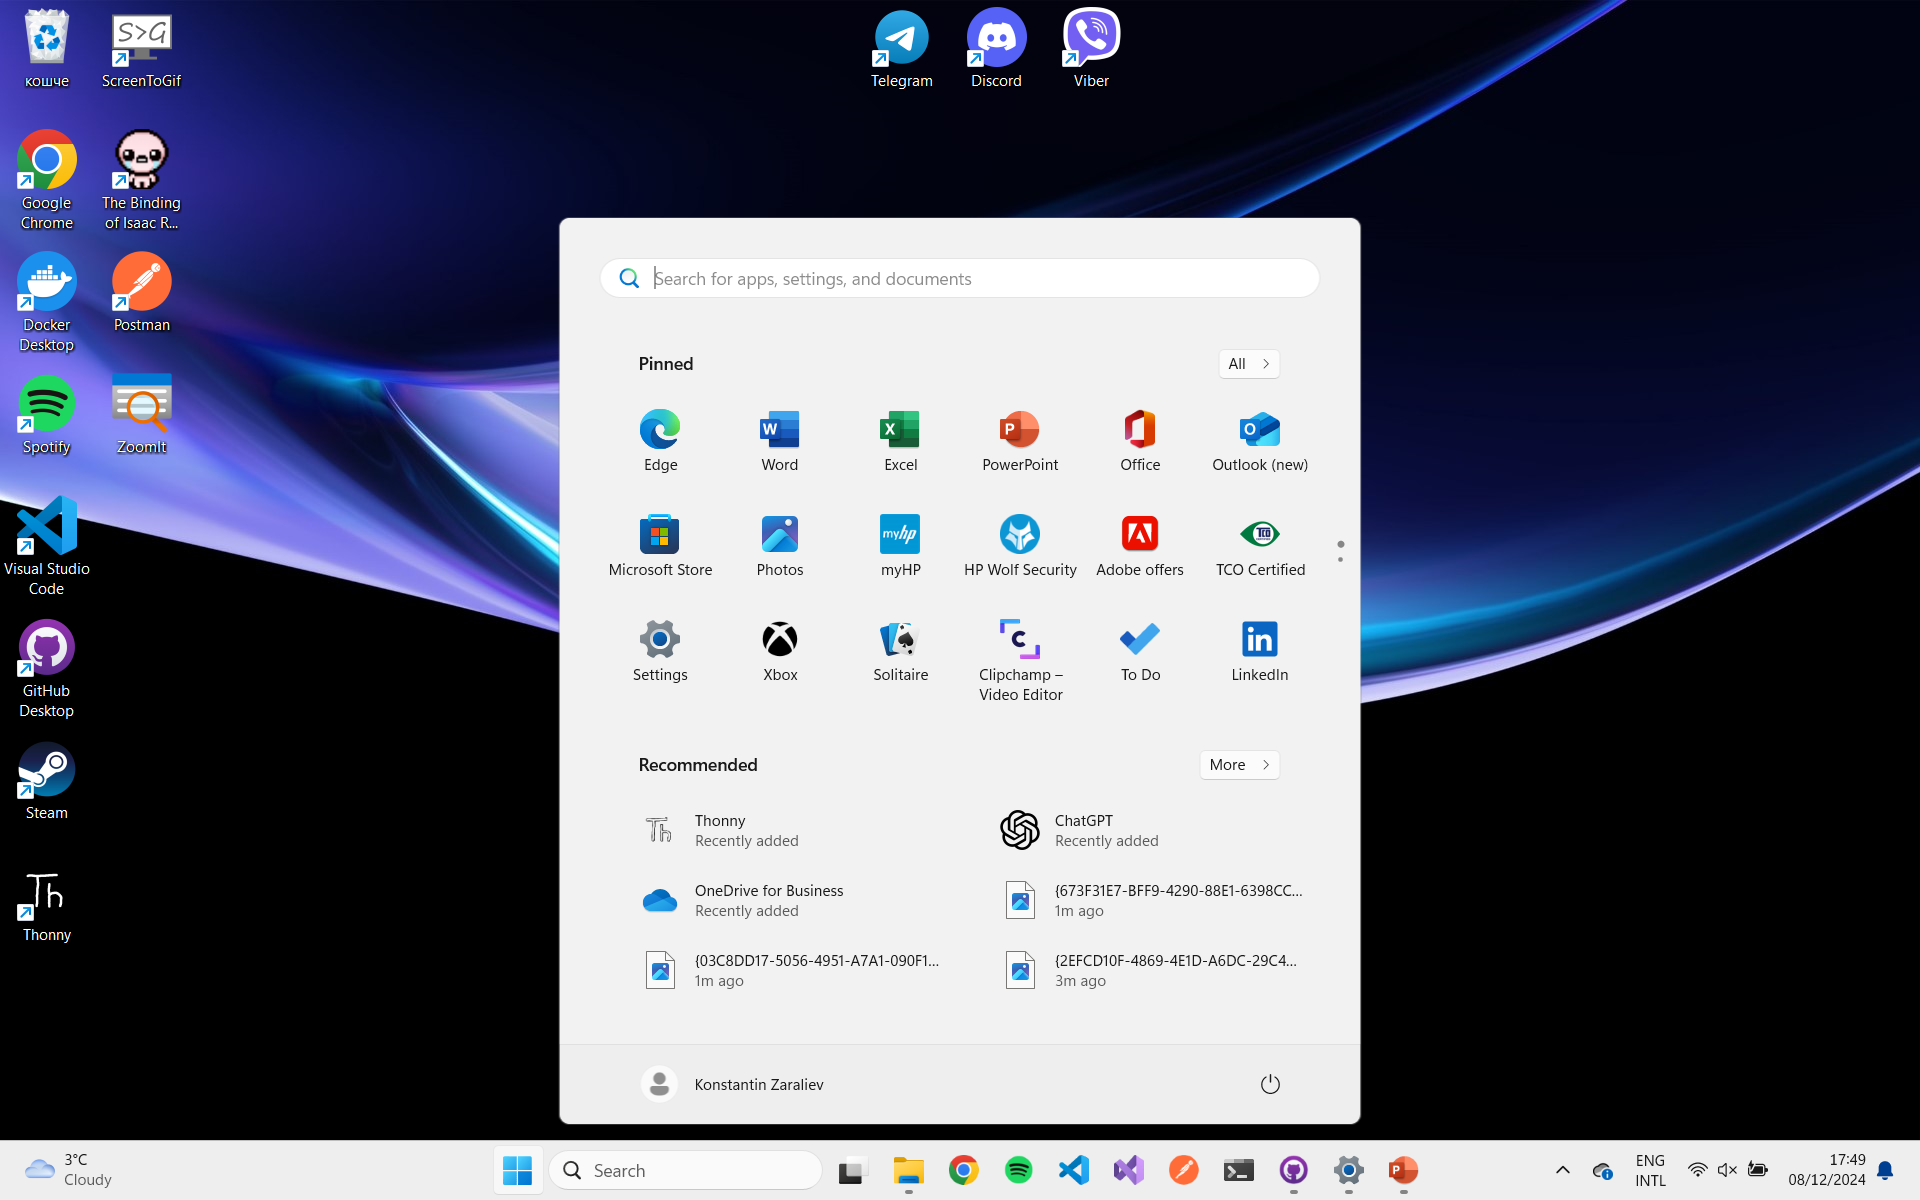 кошче
S>G
ScreenToGif
Telegram
Discord
Viber
Google
Chrome
The Binding
of Isaac R...
Docker
Desktop
Postman
Spotify
ZoomIt
Visual Studio
Code
GitHub
Desktop
Steam
Th
Thonny
Search for apps, settings, and documents
Pinned
All
Edge
W
Word
X
Excel
P
PowerPoint
Office
O
Outlook (new)
Microsoft Store
Photos
myhp
myHP
HP Wolf Security
Adobe offers
TCO
TCO Certified
Settings
Xbox
Solitaire
C
Clipchamp –
Video Editor
To Do
in
LinkedIn
Recommended
More
Th
Thonny
Recently added
ChatGPT
Recently added
OneDrive for Business
Recently added
{673F31E7-BFF9-4290-88E1-6398CC...
1m ago
{03C8DD17-5056-4951-A7A1-090F1...
1m ago
{2EFCD10F-4869-4E1D-A6DC-29C4...
3m ago
Konstantin Zaraliev
3°C
Cloudy
Search
P
ENG
INTL
17:49
08/12/2024